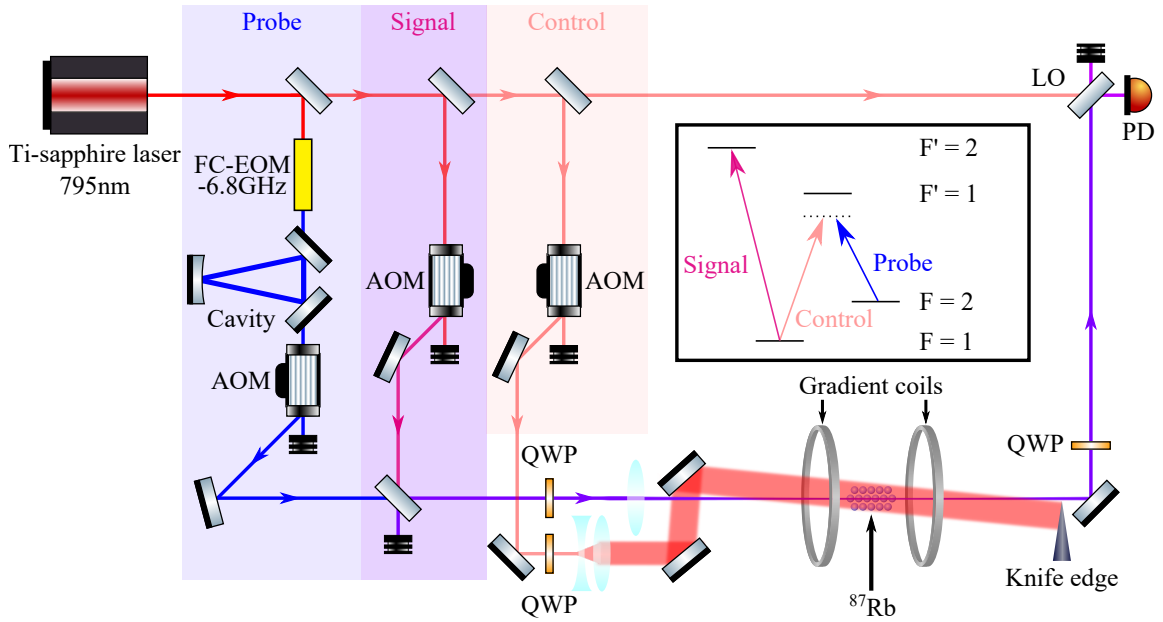 Probe
Signal
Control
LO
PD
Ti-sapphire laser
795nm
FC-EOM
-6.8GHz
F' = 2
F' = 1
Signal
Probe
Control
F = 2
F = 1
AOM
AOM
Cavity
AOM
Gradient coils
QWP
QWP
QWP
⁸⁷Rb
Knife edge